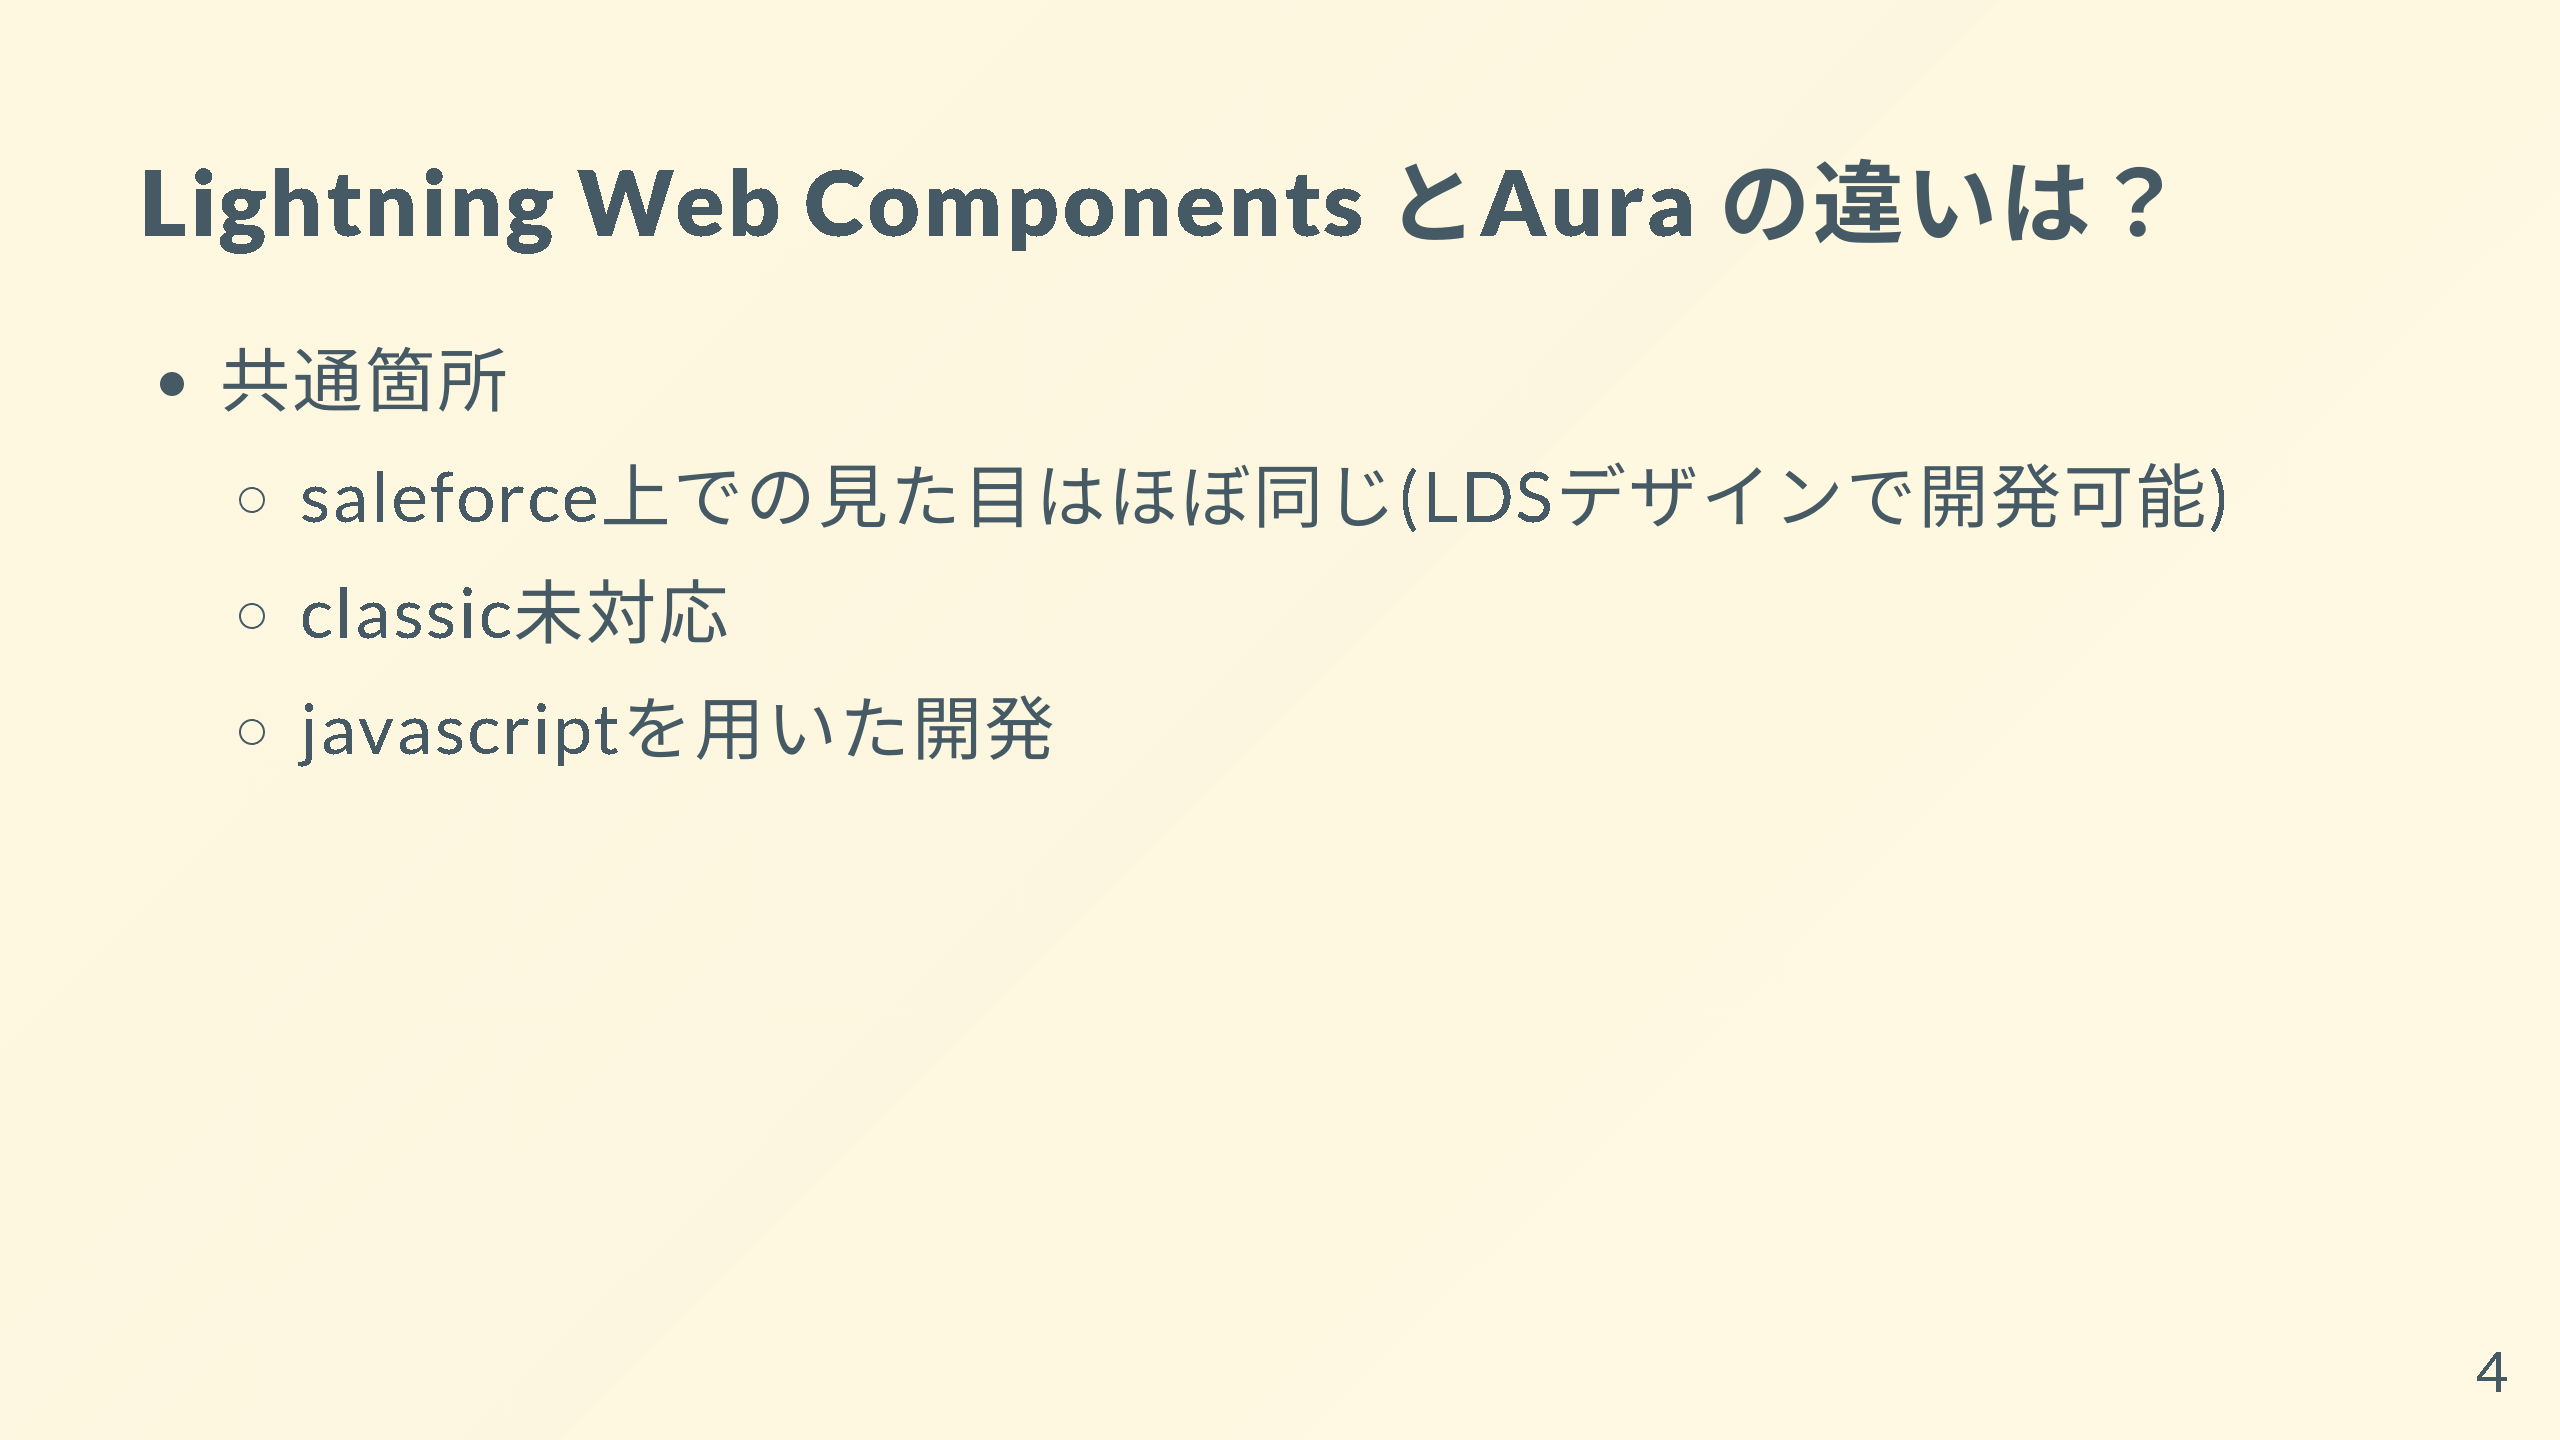 Lightning Web Components とAura の違いは？
共通箇所
saleforce上での見た目はほぼ同じ(LDSデザインで開発可能)
classic未対応
javascriptを用いた開発
4